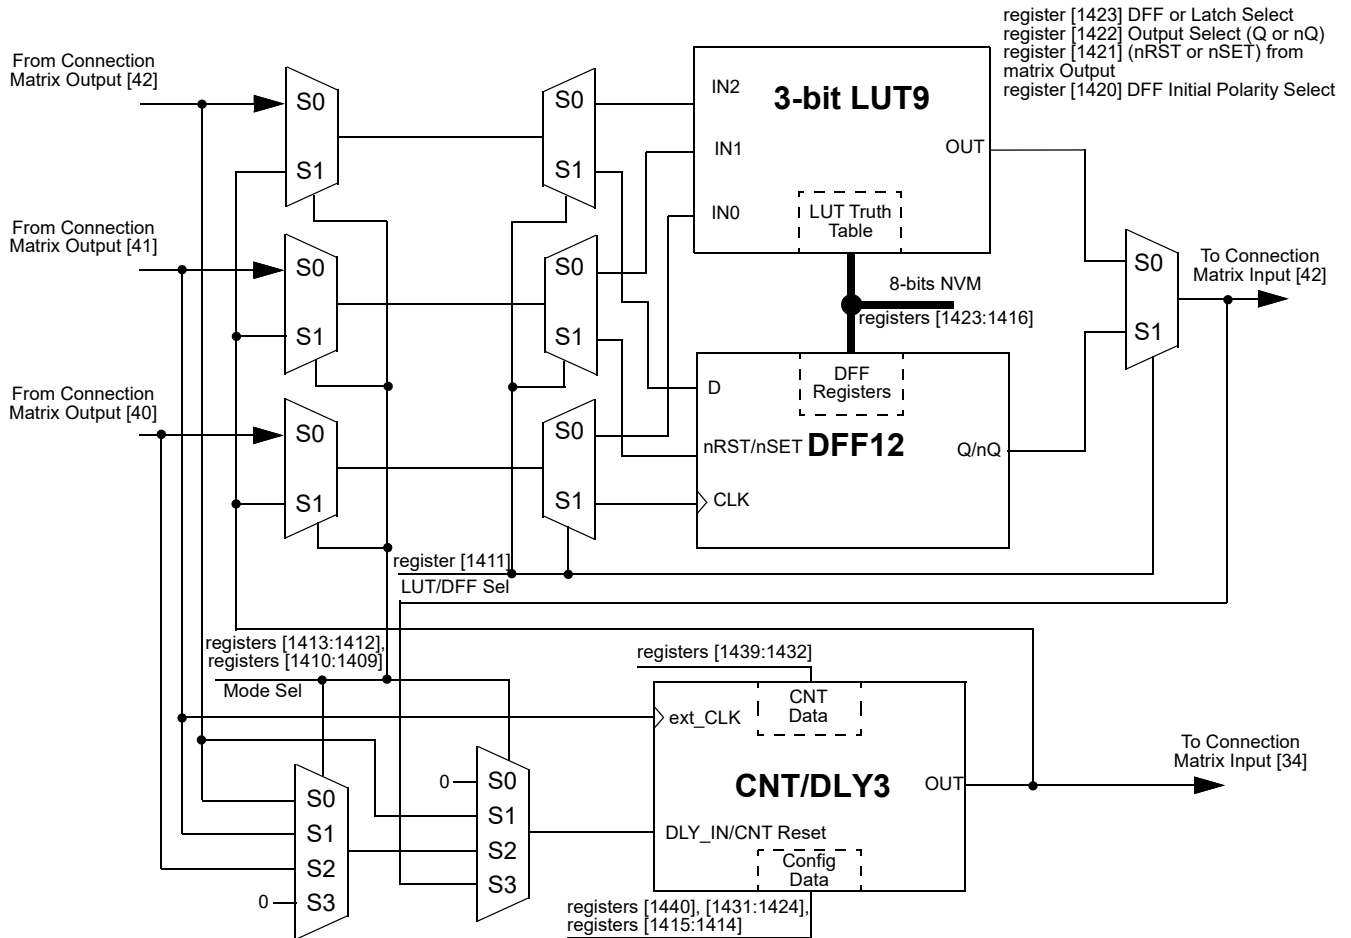 register [1423] DFF or Latch Select
register [1422] Output Select (Q or nQ)
register [1421] (nRST or nSET) from
matrix Output
register [1420] DFF Initial Polarity Select
From Connection
Matrix Output [42]
S0
S1
S0
S1
IN2
IN1
IN0
3-bit LUT9
OUT
LUT Truth
Table
From Connection
Matrix Output [41]
S0
S1
S0
S1
8-bits NVM
registers [1423:1416]
S0
S1
To Connection
Matrix Input [42]
From Connection
Matrix Output [40]
S0
S1
S0
S1
D
nRST/nSET
CLK
DFF
Registers
DFF12
Q/nQ
register [1411]
LUT/DFF Sel
registers [1413:1412],
registers [1410:1409]
Mode Sel
registers [1439:1432]
ext_CLK
CNT
Data
CNT/DLY3
OUT
DLY_IN/CNT Reset
Config
Data
To Connection
Matrix Input [34]
0
S0
S1
S2
S3
S0
S1
S2
0
S3
registers [1440], [1431:1424],
registers [1415:1414]